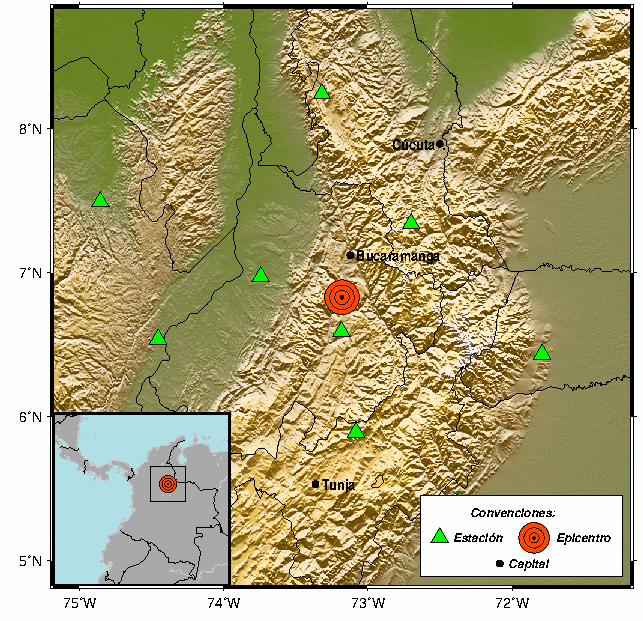 8°N
Cúcuta
Bucaramanga
7°N
6°N
Tunja
Convenciones:
Estación
Epicentro
Capital
5°N
75°W
74°W
73°W
72°W